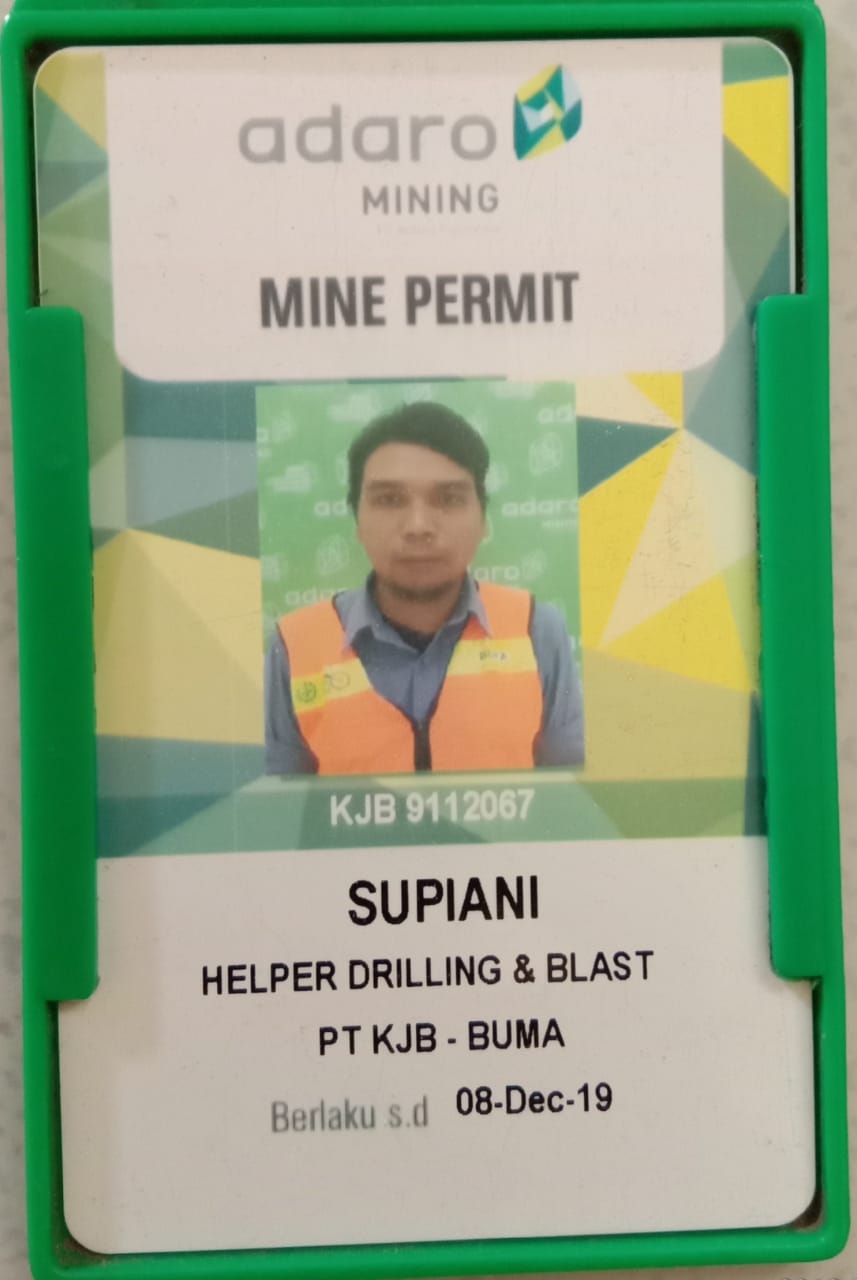 adaro
MINING
MINE PERMIT
KJB 9112067
SUPIANI
HELPER DRILLING & BLAST
PT KJB - BUMA
Berlaku s.d 08-Dec-19